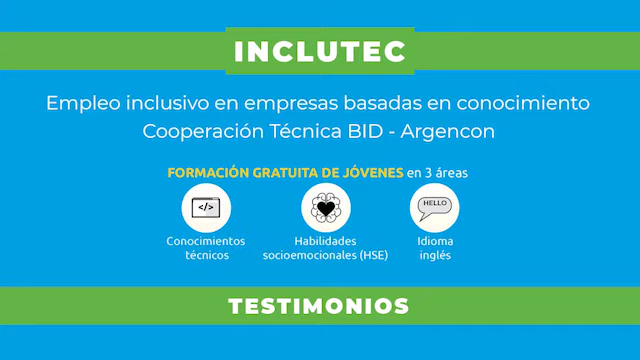 INCLUTEC
Empleo inclusivo en empresas basadas en conocimiento
Cooperación Técnica BID - Argencon
FORMACIÓN GRATUITA DE JÓVENES en 3 áreas
</>
HELLO
Conocimientos
técnicos
Habilidades
socioemocionales (HSE)
Idioma
inglés
TESTIMONIOS